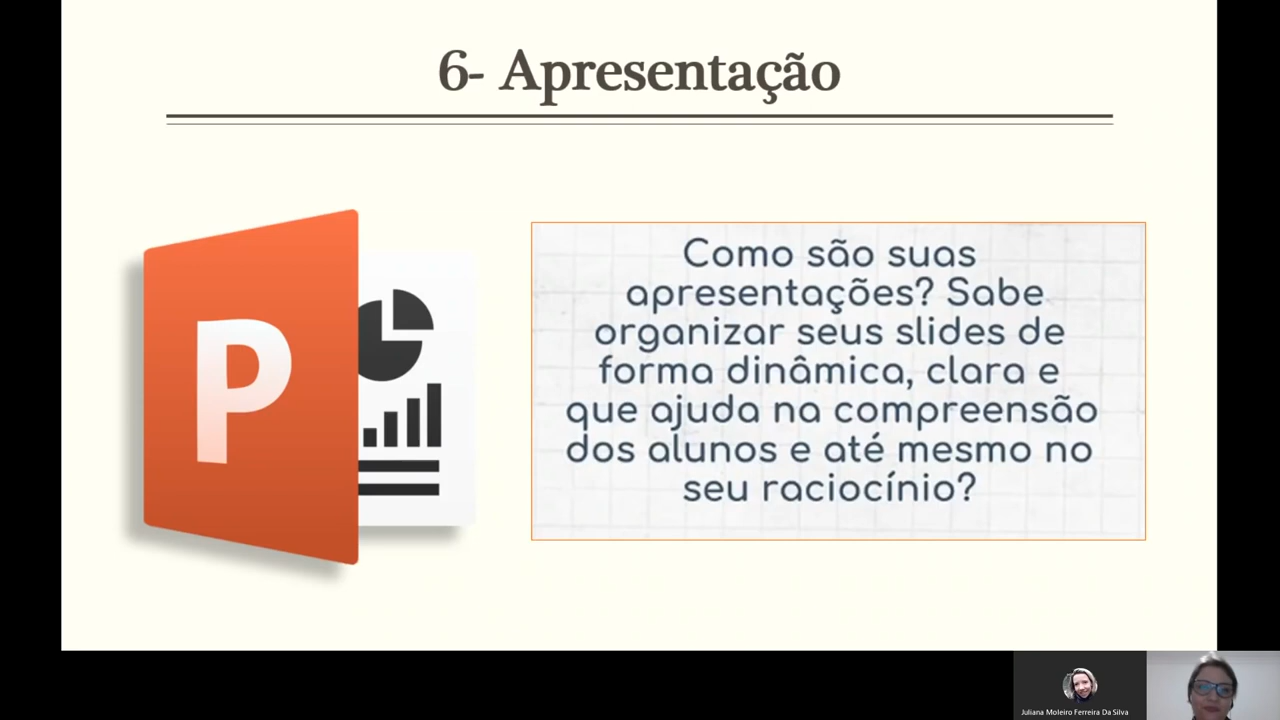 6- Apresentação
P
Como são suas
apresentações? Sabe
organizar seus slides de
forma dinâmica, clara e
que ajuda na compreensão
dos alunos e até mesmo no
seu raciocínio?
Juliana Moleiro Ferreira Da Silva